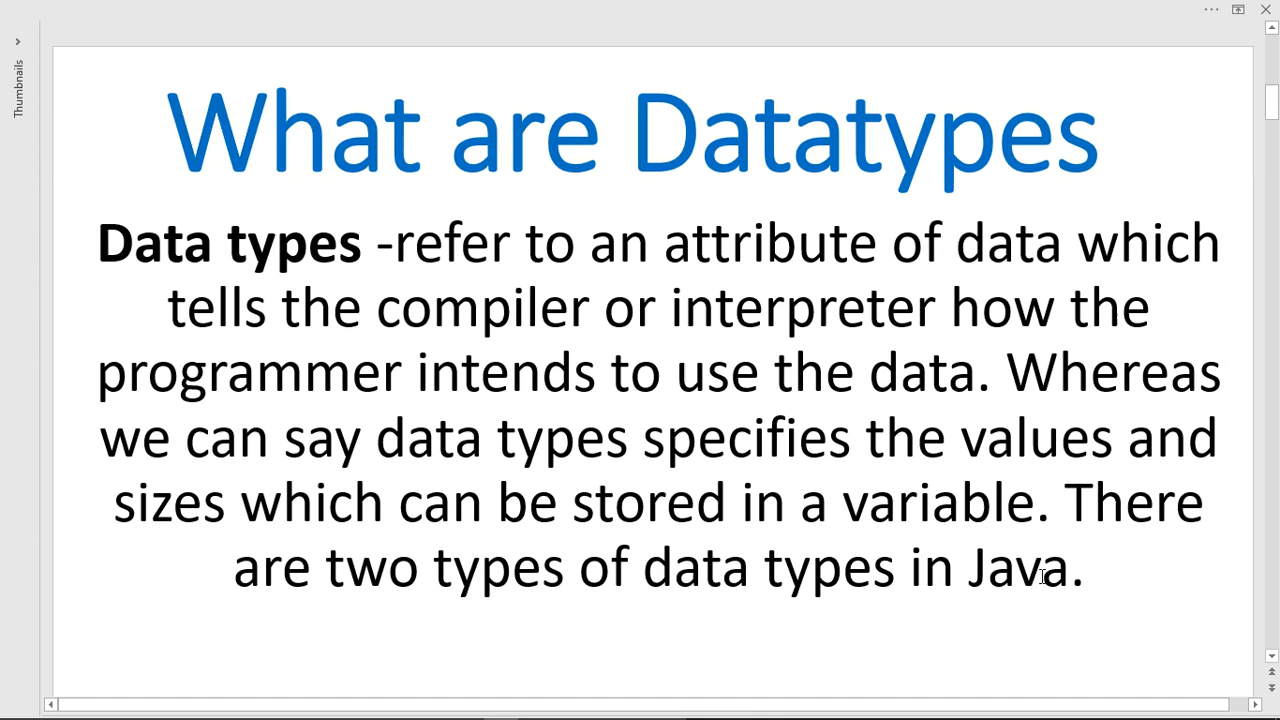 Thumbnails
What are Datatypes
Data types -refer to an attribute of data which
tells the compiler or interpreter how the
programmer intends to use the data. Whereas
we can say data types specifies the values and
sizes which can be stored in a variable. There
are two types of data types in Java.